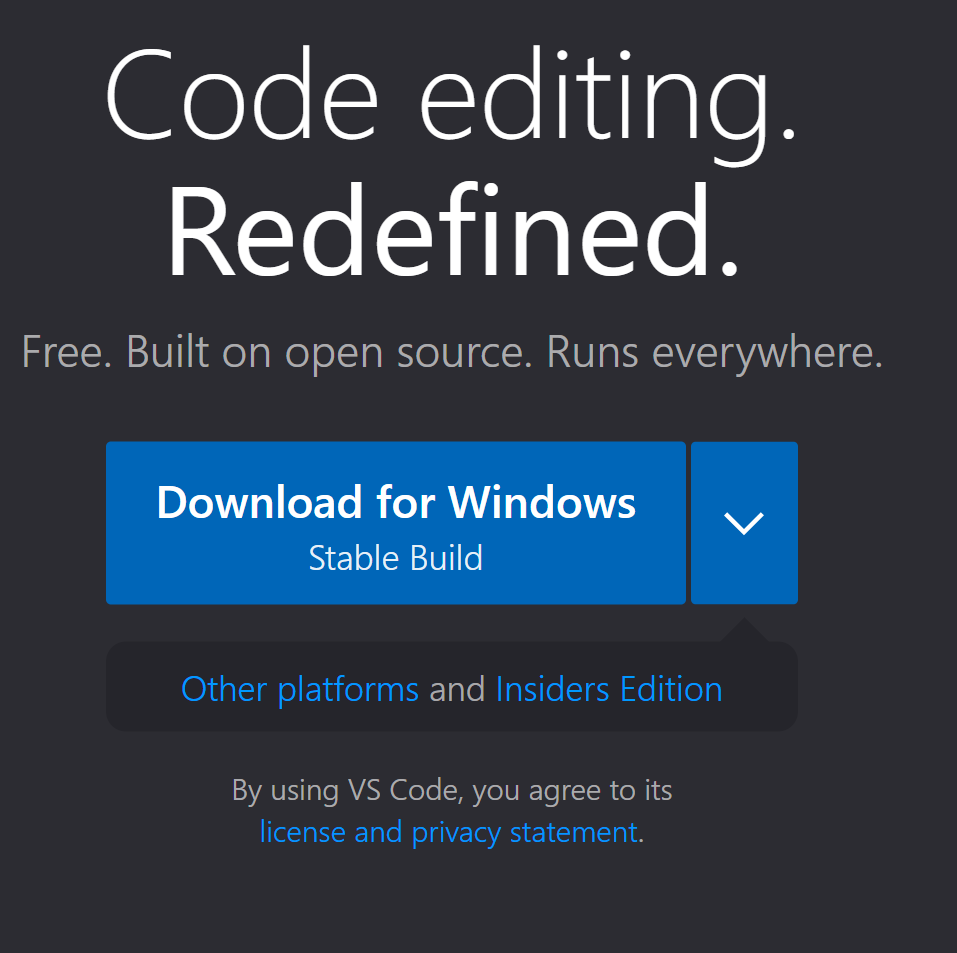 Code editing.
Redefined.
Free. Built on open source. Runs everywhere.
Download for Windows
Stable Build
Other platforms and Insiders Edition
By using VS Code, you agree to its
license and privacy statement.